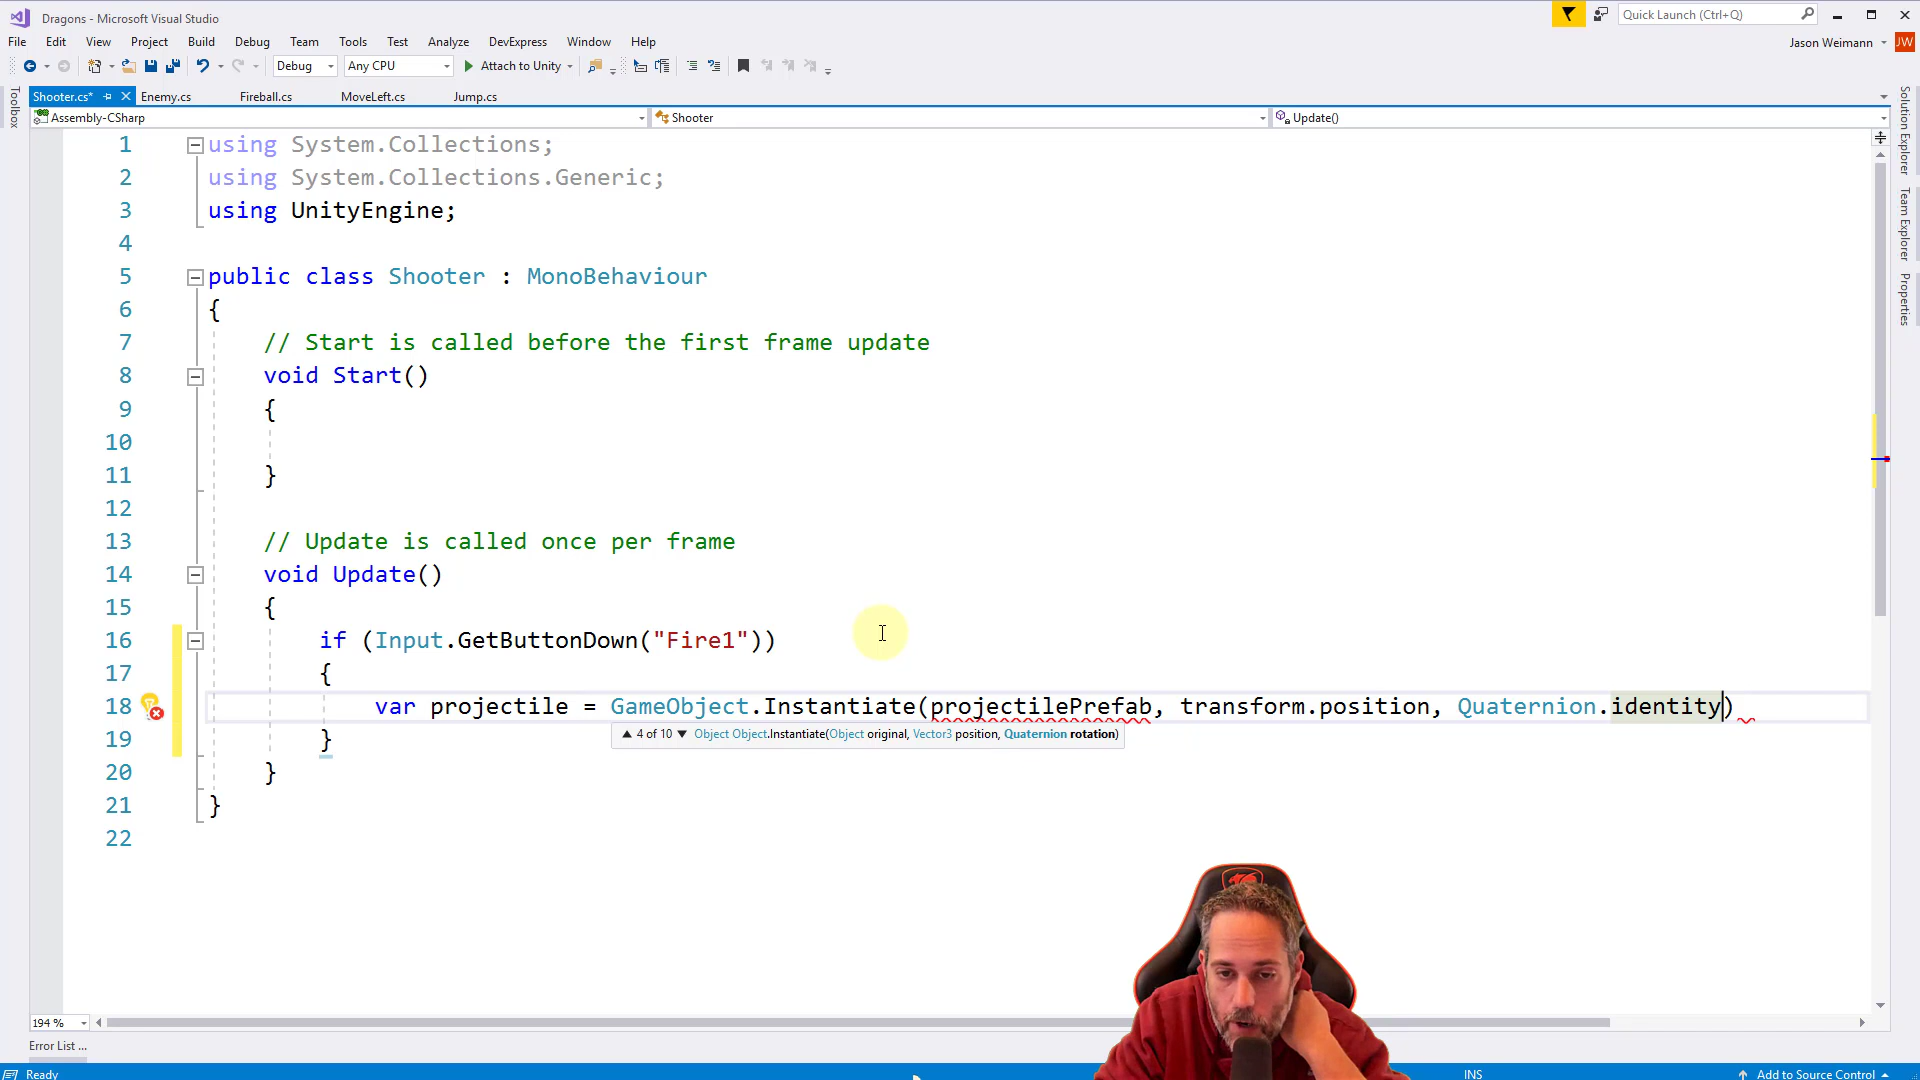 Dragons - Microsoft Visual Studio
Quick Launch (Ctrl+Q)
File Edit View Project Build Debug Team Tools Test Analyze DevExpress Window Help
Jason Weimann JW
Debug Any CPU Attach to Unity
Shooter.cs* Enemy.cs Fireball.cs MoveLeft.cs Jump.cs
Assembly-CSharp Shooter Update()
Toolbox
Solution Explorer
Team Explorer
Properties
1 using System.Collections;
2 using System.Collections.Generic;
3 using UnityEngine;
4
5 public class Shooter : MonoBehaviour
6 {
7 // Start is called before the first frame update
8 void Start()
9 {
10
11 }
12
13 // Update is called once per frame
14 void Update()
15 {
16 if (Input.GetButtonDown("Fire1"))
17 {
18 var projectile = GameObject.Instantiate(projectilePrefab, transform.position, Quaternion.identity)
4 of 10 Object Object.Instantiate(Object original, Vector3 position, Quaternion rotation)
19 }
20 }
21 }
22
194 %
Error List ...
Ready INS Add to Source Control